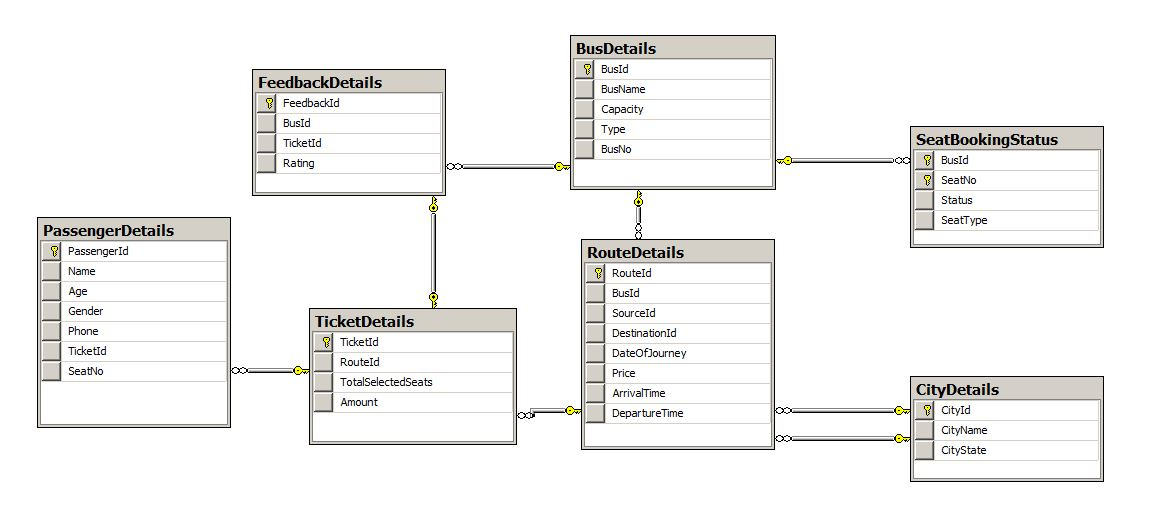 BusDetails
BusId
BusName
Capacity
Type
BusNo
FeedbackDetails
FeedbackId
BusId
TicketId
Rating
SeatBookingStatus
BusId
SeatNo
Status
SeatType
PassengerDetails
PassengerId
Name
Age
Gender
Phone
TicketId
SeatNo
RouteDetails
RouteId
BusId
SourceId
DestinationId
DateOfJourney
Price
ArrivalTime
DepartureTime
TicketDetails
TicketId
RouteId
TotalSelectedSeats
Amount
CityDetails
CityId
CityName
CityState